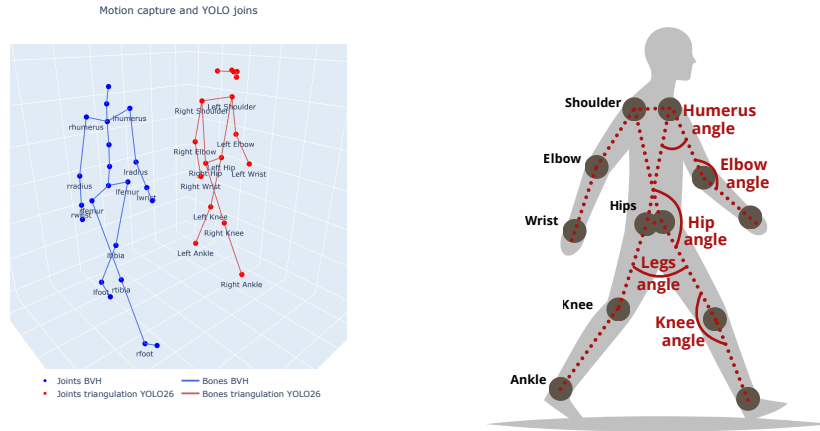 Motion capture and YOLO joins
rhumerus
lhumerus
rradius
lradius
lfemur
rfemur
lwrist
rwrist
ltibia
rtibia
lfoot
rfoot
Right Shoulder
Left Shoulder
Right Elbow
Left Elbow
Left Hip
Right Hip
Left Wrist
Right Wrist
Left Knee
Right Knee
Left Ankle
Right Ankle
Joints BVH
Bones BVH
Joints triangulation YOLO26
Bones triangulation YOLO26
Shoulder
Humerus
angle
Elbow
Elbow
angle
Hips
Wrist
Hip
angle
Legs
angle
Knee
Knee
angle
Ankle